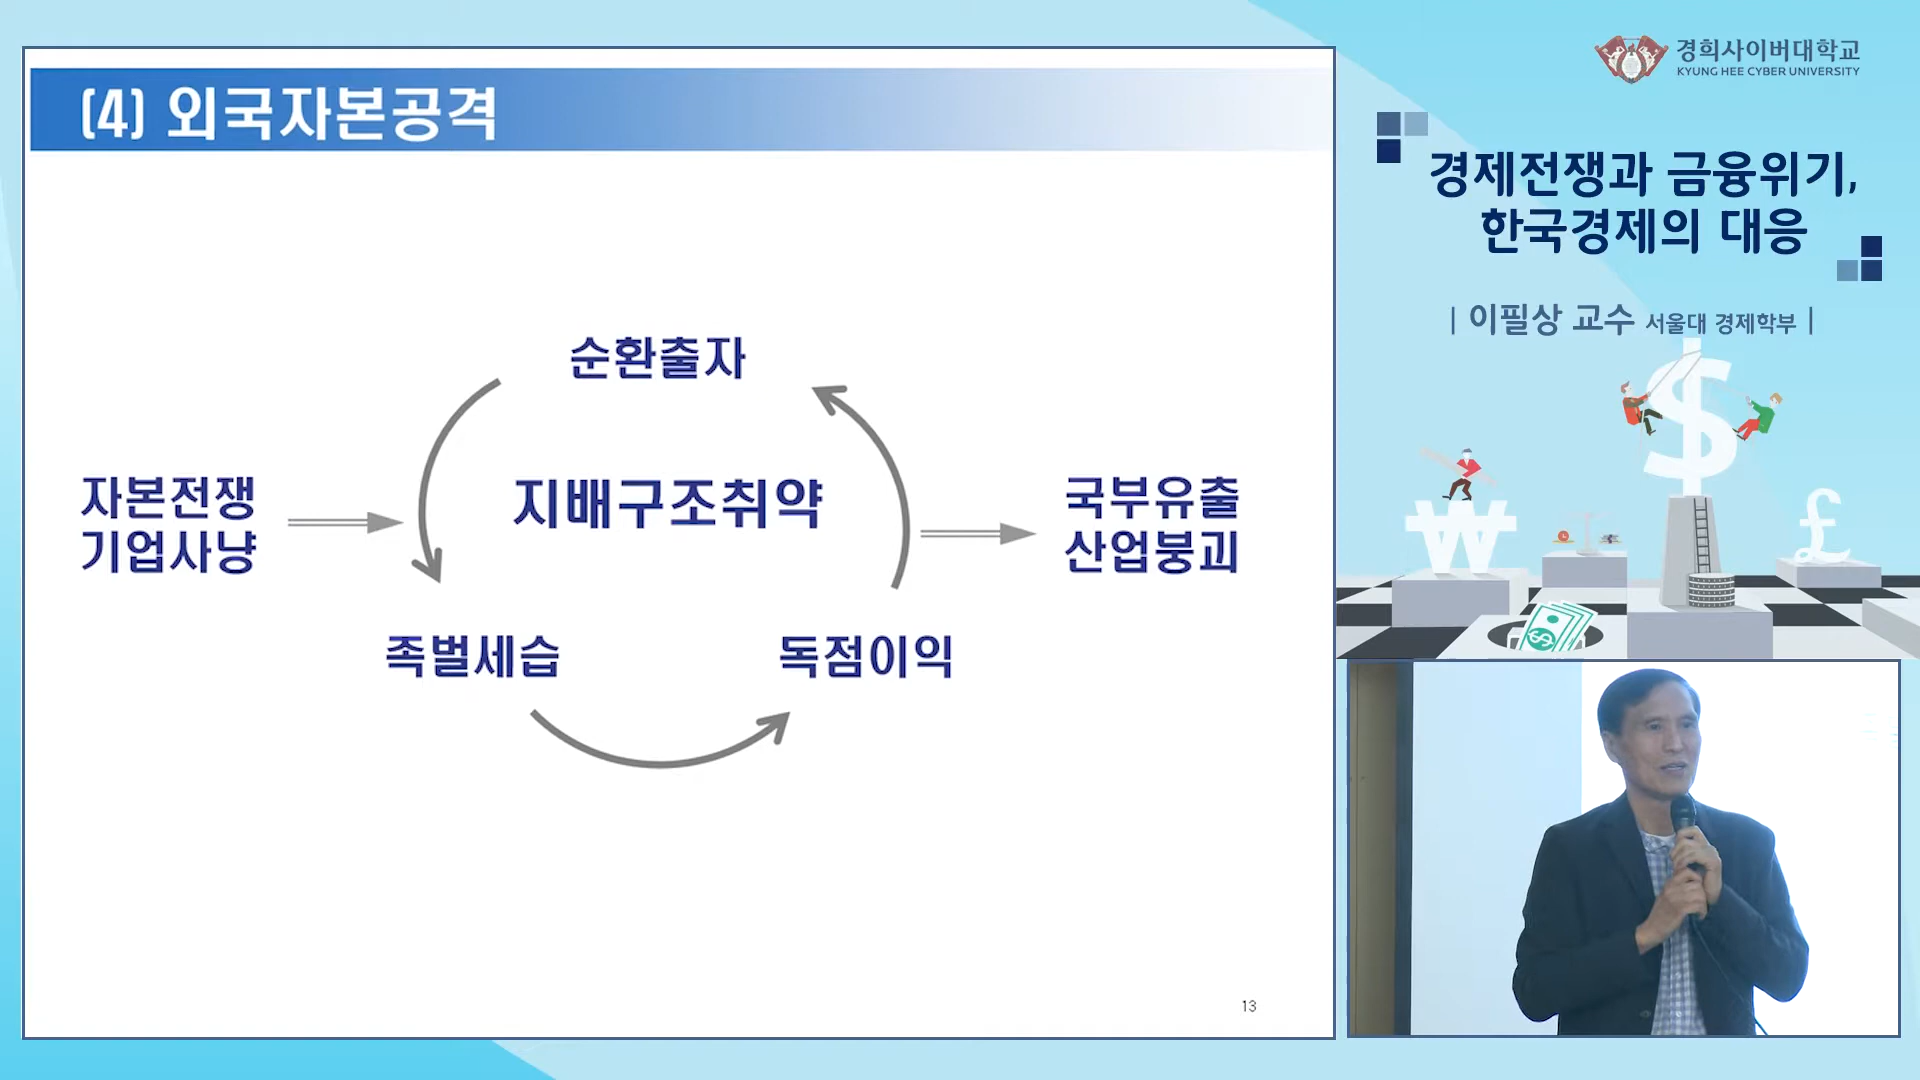 (4) 외국자본공격
순환출자
자본전쟁
기업사냥
지배구조취약
국부유출
산업붕괴
족벌세습
독점이익
13
경희사이버대학교
KYUNG HEE CYBER UNIVERSITY
경제전쟁과 금융위기,
한국경제의 대응
| 이필상 교수 서울대 경제학부 |